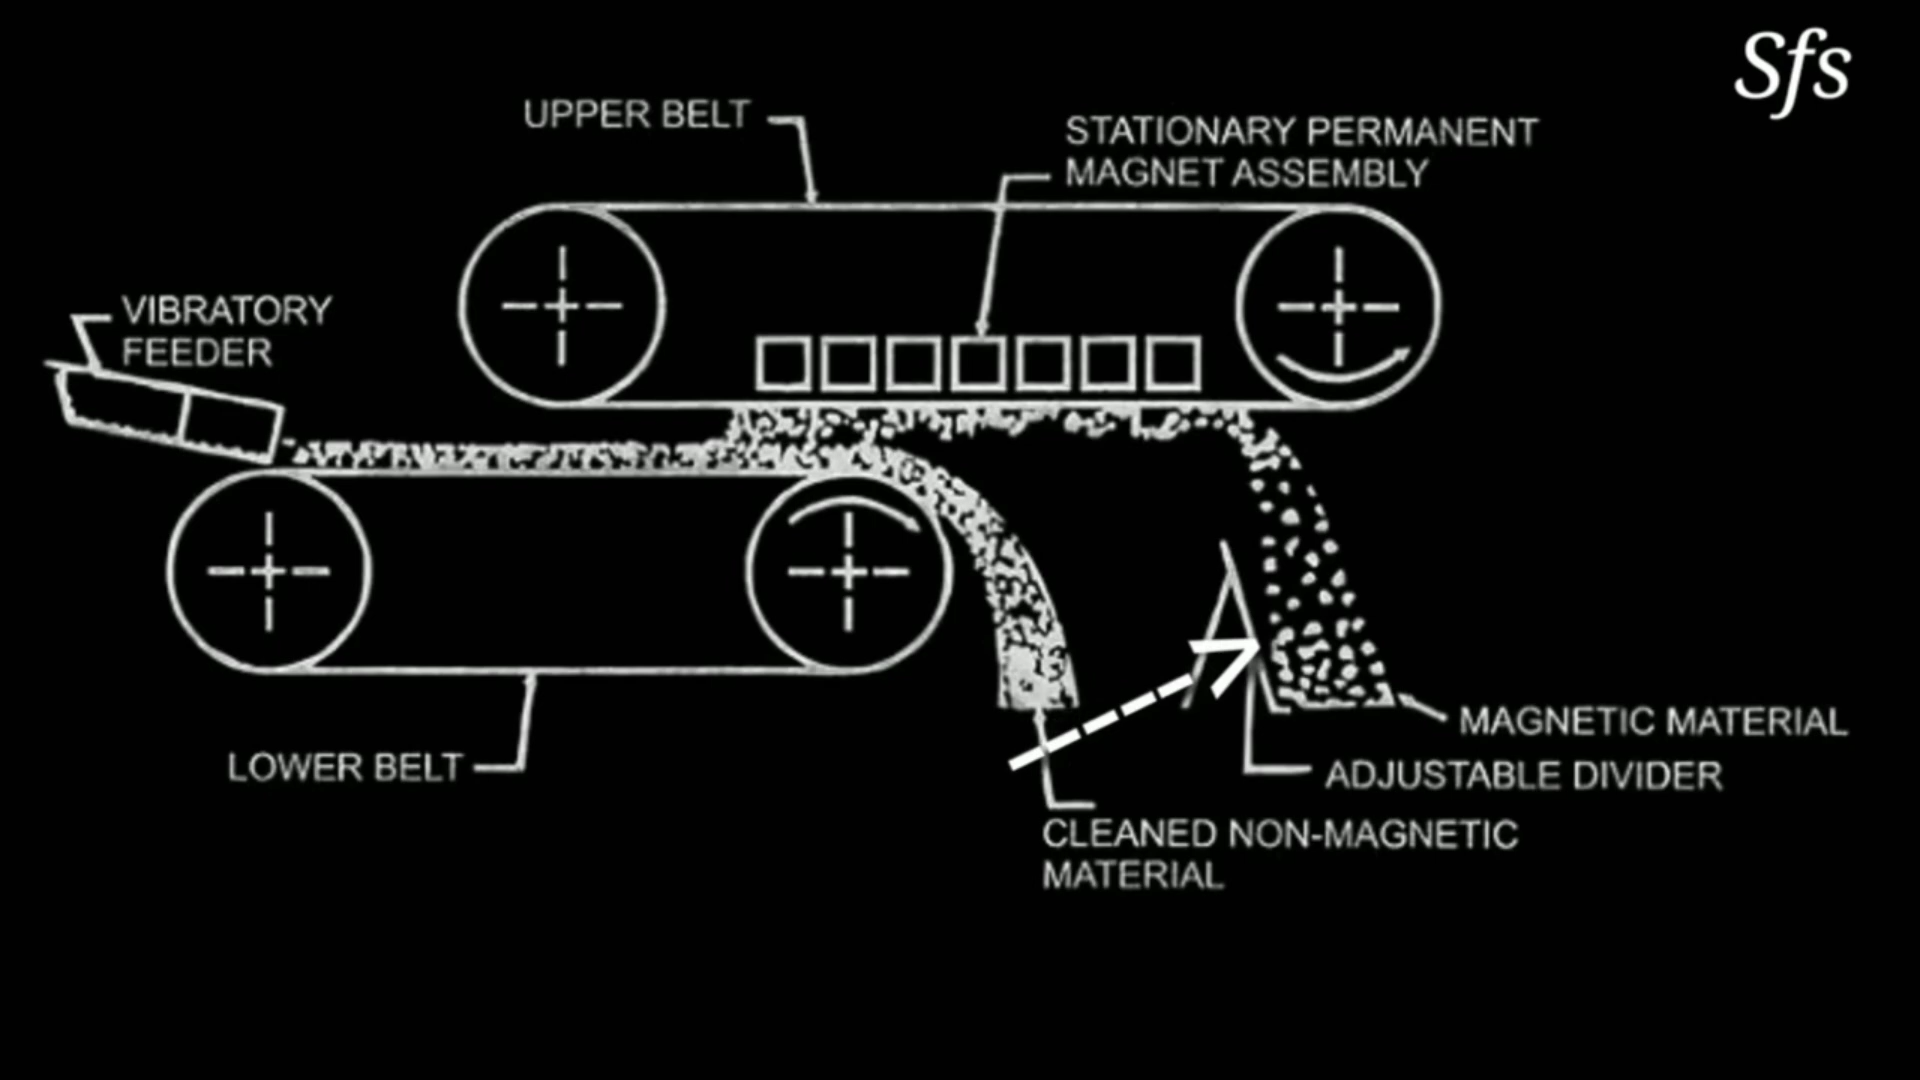 Sfs
UPPER BELT
STATIONARY PERMANENT
MAGNET ASSEMBLY
VIBRATORY
FEEDER
MAGNETIC MATERIAL
LOWER BELT
ADJUSTABLE DIVIDER
CLEANED NON-MAGNETIC
MATERIAL